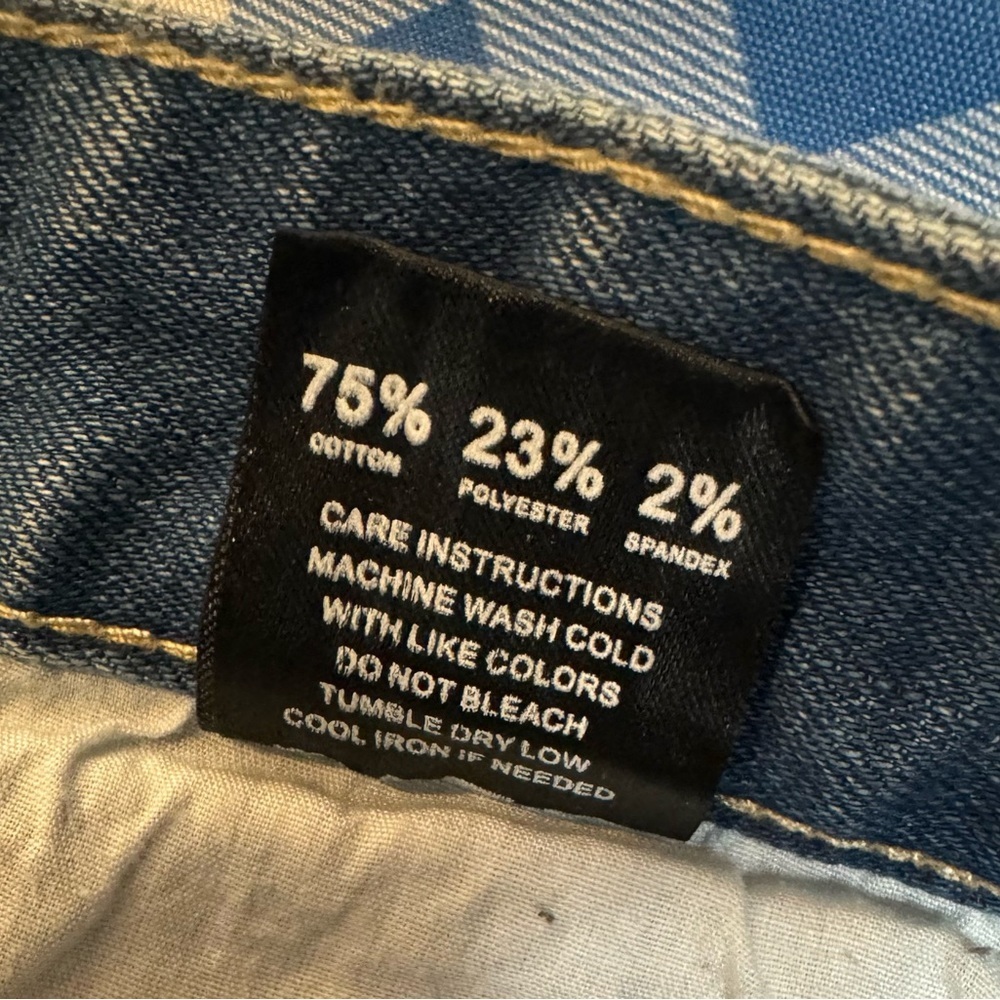 75% 23% 2%
COTTON POLYESTER SPANDEX
CARE INSTRUCTIONS
MACHINE WASH COLD
WITH LIKE COLORS
DO NOT BLEACH
TUMBLE DRY LOW
COOL IRON IF NEEDED